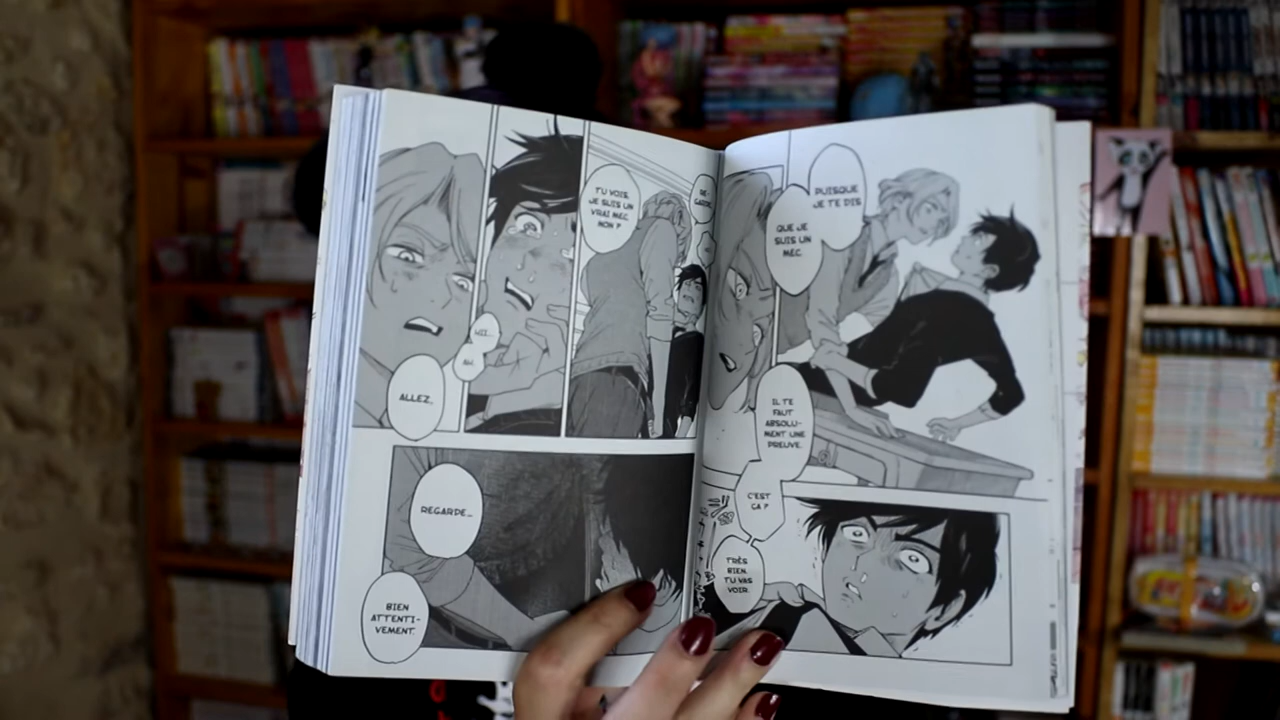 PUISQUE
JE TE DIS
QUE JE
SUIS UN
MEC.
IL TE
FAUT
ABSOLU-
MENT UNE
PREUVE.
C'EST
ÇA ?
TRÈS
BIEN.
TU VAS
VOIR.
RE-
GARDE.
TU VOIS,
JE SUIS UN
VRAI MEC,
NON ?
ALLEZ...
REGARDE...
BIEN
ATTENTI-
VEMENT.